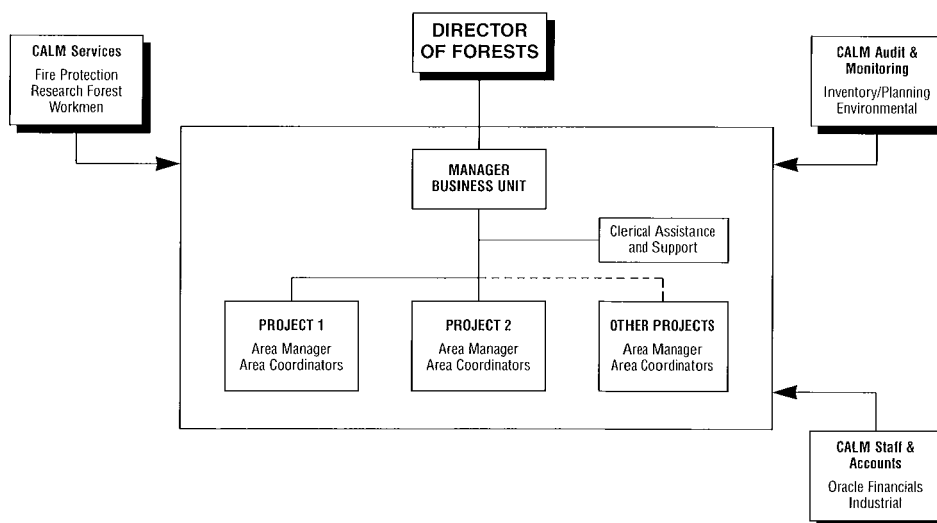 DIRECTOR
OF FORESTS
CALM Services
Fire Protection
Research Forest
Workmen
CALM Audit &
Monitoring
Inventory/Planning
Environmental
MANAGER
BUSINESS UNIT
Clerical Assistance
and Support
PROJECT 1
Area Manager
Area Coordinators
PROJECT 2
Area Manager
Area Coordinators
OTHER PROJECTS
Area Manager
Area Coordinators
CALM Staff &
Accounts
Oracle Financials
Industrial